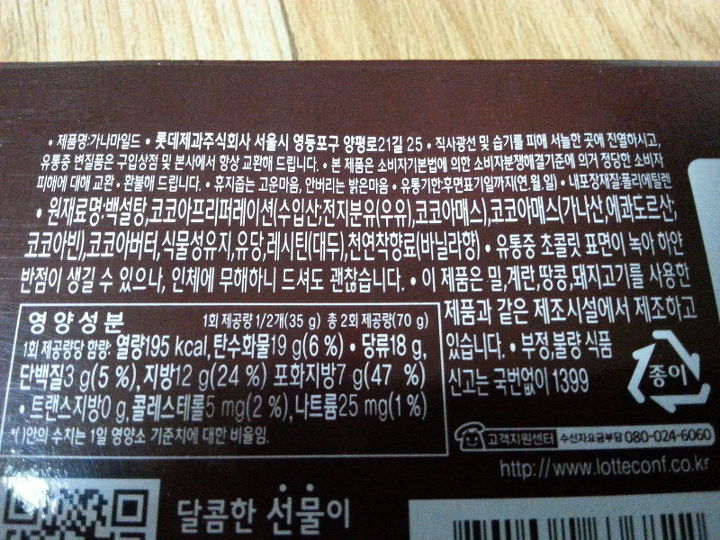 • 제품명:가나마일드 • 롯데제과주식회사 서울시 영등포구 양평로21길 25 • 직사광선 및 습기를 피해 서늘한 곳에 진열하시고,
유통중 변질품은 구입상점 및 본사에서 항상 교환해 드립니다. • 본 제품은 소비자기본법에 의한 소비자분쟁해결기준에 의거 정당한 소비자
피해에 대해 교환 • 환불해 드립니다. • 휴지줍는 고운마음, 안버리는 밝은마음 • 유통기한:후면표기일까지(연.월.일) • 내포장재질:폴리에틸렌
• 원재료명:백설탕,코코아프리퍼레이션(수입산;전지분유(우유),코코아매스),코코아매스(가나산,에콰도르산;
코코아빈),코코아버터,식물성유지,유당,레시틴(대두),천연착향료(바닐라향) • 유통중 초콜릿 표면이 녹아 하얀
반점이 생길 수 있으나, 인체에 무해하니 드셔도 괜찮습니다. • 이 제품은 밀,계란,땅콩,돼지고기를 사용한
제품과 같은 제조시설에서 제조하고
있습니다. • 부정,불량 식품
신고는 국번없이 1399
영양성분 1회 제공량 1/2개(35 g) 총 2회 제공량(70 g)
1회 제공량당 함량: 열량195 kcal,탄수화물19 g(6 %) • 당류18 g,
단백질3 g(5 %),지방12 g(24 %) 포화지방7 g(47 %)
• 트랜스지방0 g, 콜레스테롤5 mg(2 %),나트륨25 mg(1 %)
*( )안의 수치는 1일 영양소 기준치에 대한 비율임.
종이
고객지원센터 수신자요금부담 080-024-6060
http://www.lotteconf.co.kr
달콤한 선물이